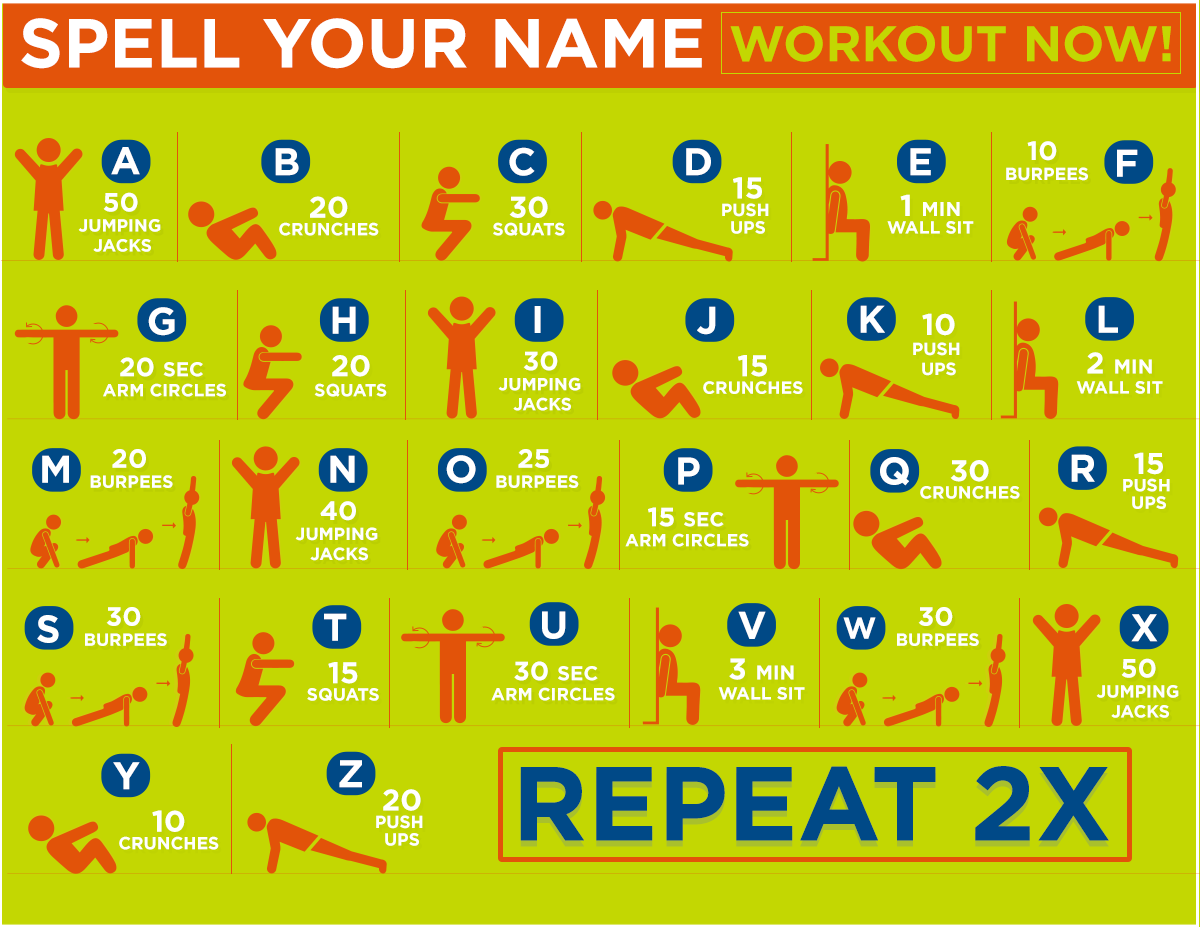 SPELL YOUR NAME WORKOUT NOW!
A
50
JUMPING
JACKS
B
20
CRUNCHES
C
30
SQUATS
D
15
PUSH
UPS
E
1 MIN
WALL SIT
10
BURPEES
F
G
20 SEC
ARM CIRCLES
H
20
SQUATS
I
30
JUMPING
JACKS
J
15
CRUNCHES
K
10
PUSH
UPS
L
2 MIN
WALL SIT
M
20
BURPEES
N
40
JUMPING
JACKS
O
25
BURPEES
P
15 SEC
ARM CIRCLES
Q
30
CRUNCHES
R
15
PUSH
UPS
S
30
BURPEES
T
15
SQUATS
U
30 SEC
ARM CIRCLES
V
3 MIN
WALL SIT
W
30
BURPEES
X
50
JUMPING
JACKS
Y
10
CRUNCHES
Z
20
PUSH
UPS
REPEAT 2X